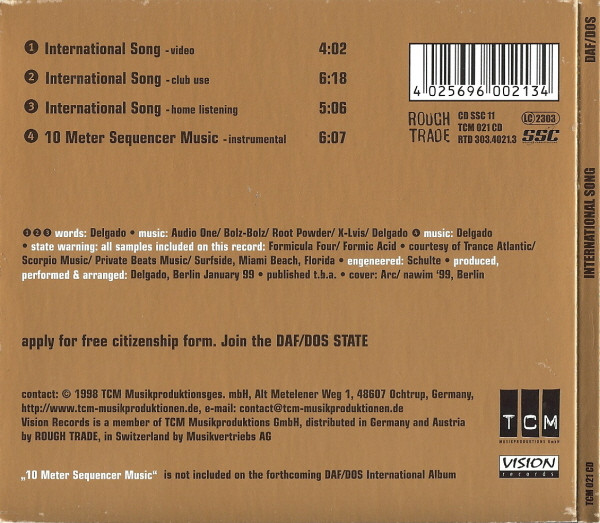 1 International Song - video 4:02
2 International Song - club use 6:18
3 International Song - home listening 5:06
4 10 Meter Sequencer Music - instrumental 6:07
4 025696 002134
ROUGH TRADE
CD SSC 11
TCM 021 CD
RTD 303.4021.3
LC 2303
SSC
1 2 3 words: Delgado • music: Audio One/ Bolz-Bolz/ Root Powder/ X-Lvis/ Delgado 4 music: Delgado
• state warning: all samples included on this record: Formicula Four/ Formic Acid • courtesy of Trance Atlantic/
Scorpio Music/ Private Beats Music/ Surfside, Miami Beach, Florida • engeneered: Schulte • produced,
performed & arranged: Delgado, Berlin January 99 • published t.b.a. • cover: Arc/ nawim '99, Berlin
apply for free citizenship form. Join the DAF/DOS STATE
contact: © 1998 TCM Musikproduktionsges. mbH, Alt Metelener Weg 1, 48607 Ochtrup, Germany,
http://www.tcm-musikproduktionen.de, e-mail: contact@tcm-musikproduktionen.de
Vision Records is a member of TCM Musikproduktions GmbH, distributed in Germany and Austria
by ROUGH TRADE, in Switzerland by Musikvertriebs AG
„10 Meter Sequencer Music“ is not included on the forthcoming DAF/DOS International Album
TCM
MUSIKPRODUKTIONS GmbH
VISION
records
DAF/DOS
INTERNATIONAL SONG
TCM 021 CD